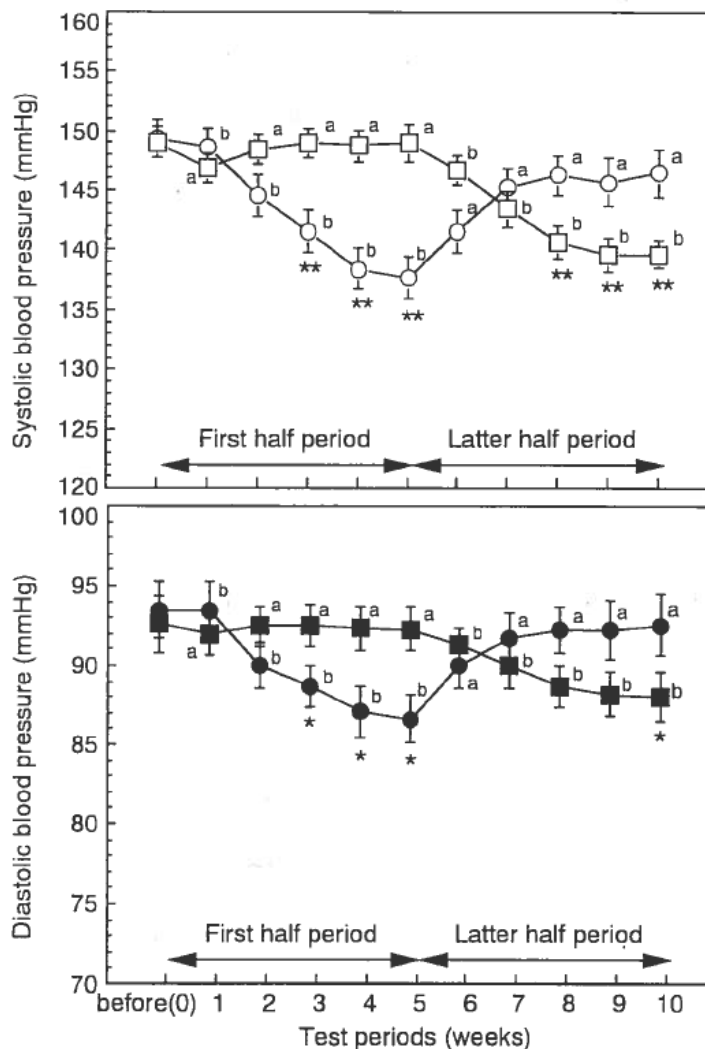 Systolic blood pressure (mmHg)
160
155
150
145
140
135
130
125
122
120
b a a a a
a b b b b
** ** **
b a a a a
a b b b b
** ** **
First half period
Latter half period
Diastolic blood pressure (mmHg)
100
95
90
85
80
75
70
b a a a a
a b b b b
* * *
b a a a a
a b b b b
*
First half period
Latter half period
before(0) 1 2 3 4 5 6 7 8 9 10
Test periods (weeks)